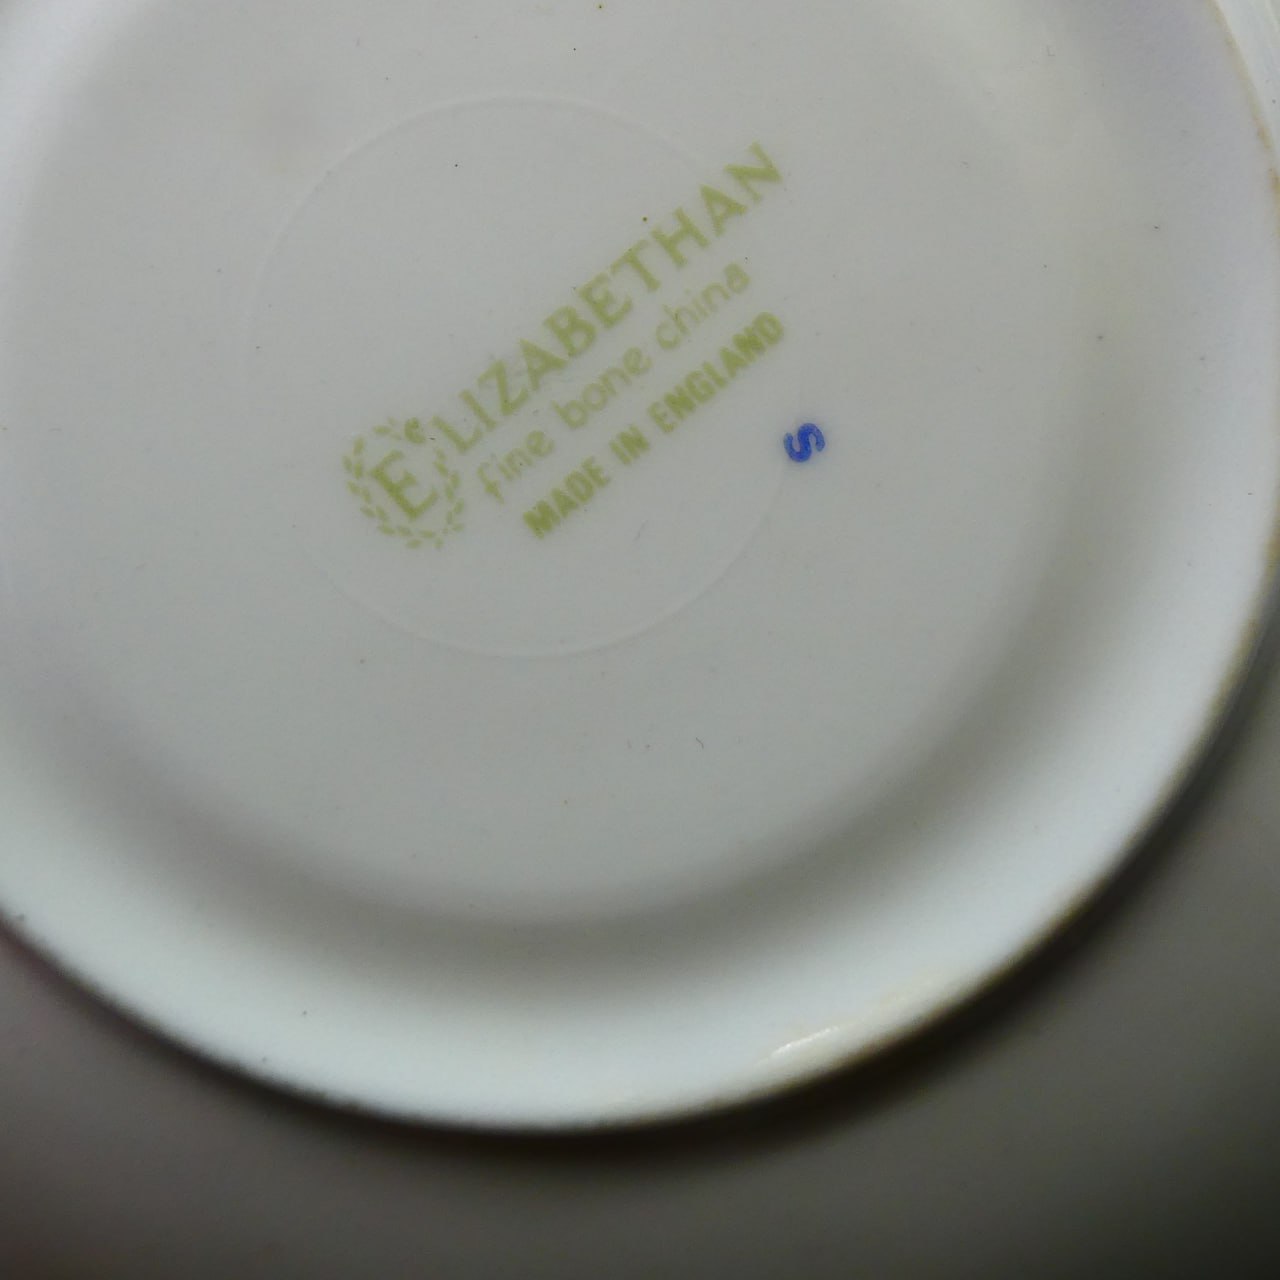 ELIZABETHAN
fine bone china
MADE IN ENGLAND
S